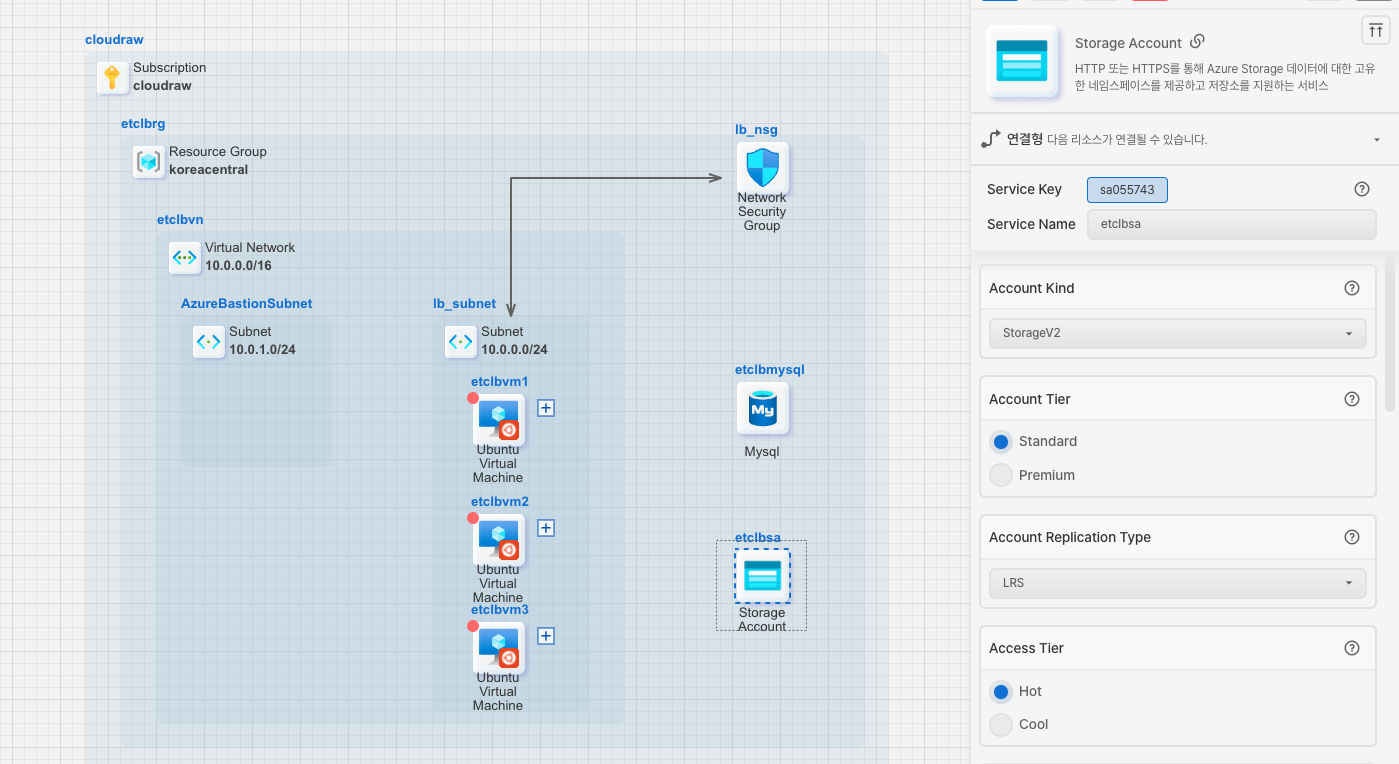 cloudraw
Subscription
cloudraw
etclbrg
Resource Group
koreacentral
lb_nsg
Network
Security
Group
etclbvn
Virtual Network
10.0.0.0/16
AzureBastionSubnet
Subnet
10.0.1.0/24
lb_subnet
Subnet
10.0.0.0/24
etclbvm1
Ubuntu
Virtual
Machine
etclbvm2
Ubuntu
Virtual
Machine
etclbvm3
Ubuntu
Virtual
Machine
etclbmysql
My
Mysql
etclbsa
Storage
Account
Storage Account
HTTP 또는 HTTPS를 통해 Azure Storage 데이터에 대한 고유
한 네임스페이스를 제공하고 저장소를 지원하는 서비스
연결형 다음 리소스가 연결될 수 있습니다.
Service Key sa055743
Service Name etclbsa
Account Kind
StorageV2
Account Tier
Standard
Premium
Account Replication Type
LRS
Access Tier
Hot
Cool